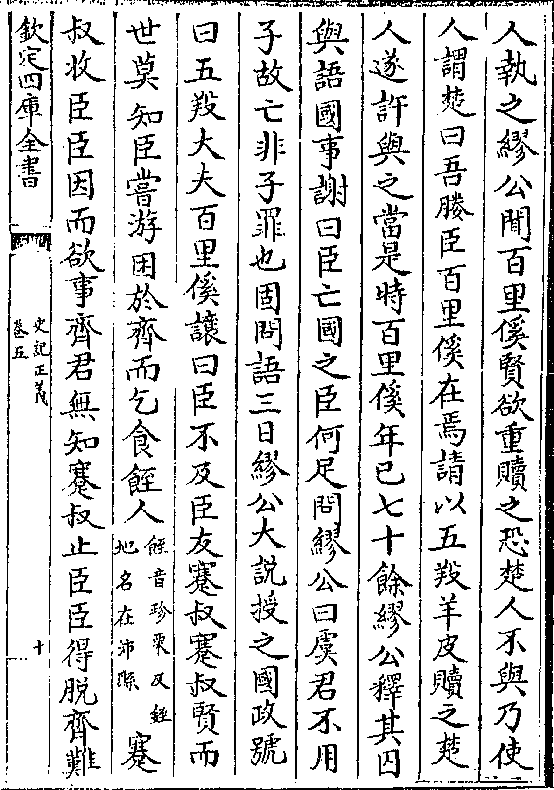 人執之繆公聞百里傒賢欲重贖之恐楚人不與乃使
人謂楚曰吾媵臣百里傒在焉請以五羖羊皮贖之楚
人遂許與之當是時百里傒年已七十餘繆公釋其囚
與語國事謝曰臣亡國之臣何足問繆公曰虞君不用
子故亡非子罪也固問語三日繆公大說授之國政號
曰五羖大夫百里傒讓曰臣不及臣友蹇叔蹇叔賢而
世莫知臣嘗游困於齊而乞食銍人銍音珍栗反銍地名在沛縣蹇
叔收臣臣因而欲事齊君無知蹇叔止臣臣得脫齊難
欽定四庫全書
史記正義
卷五
十